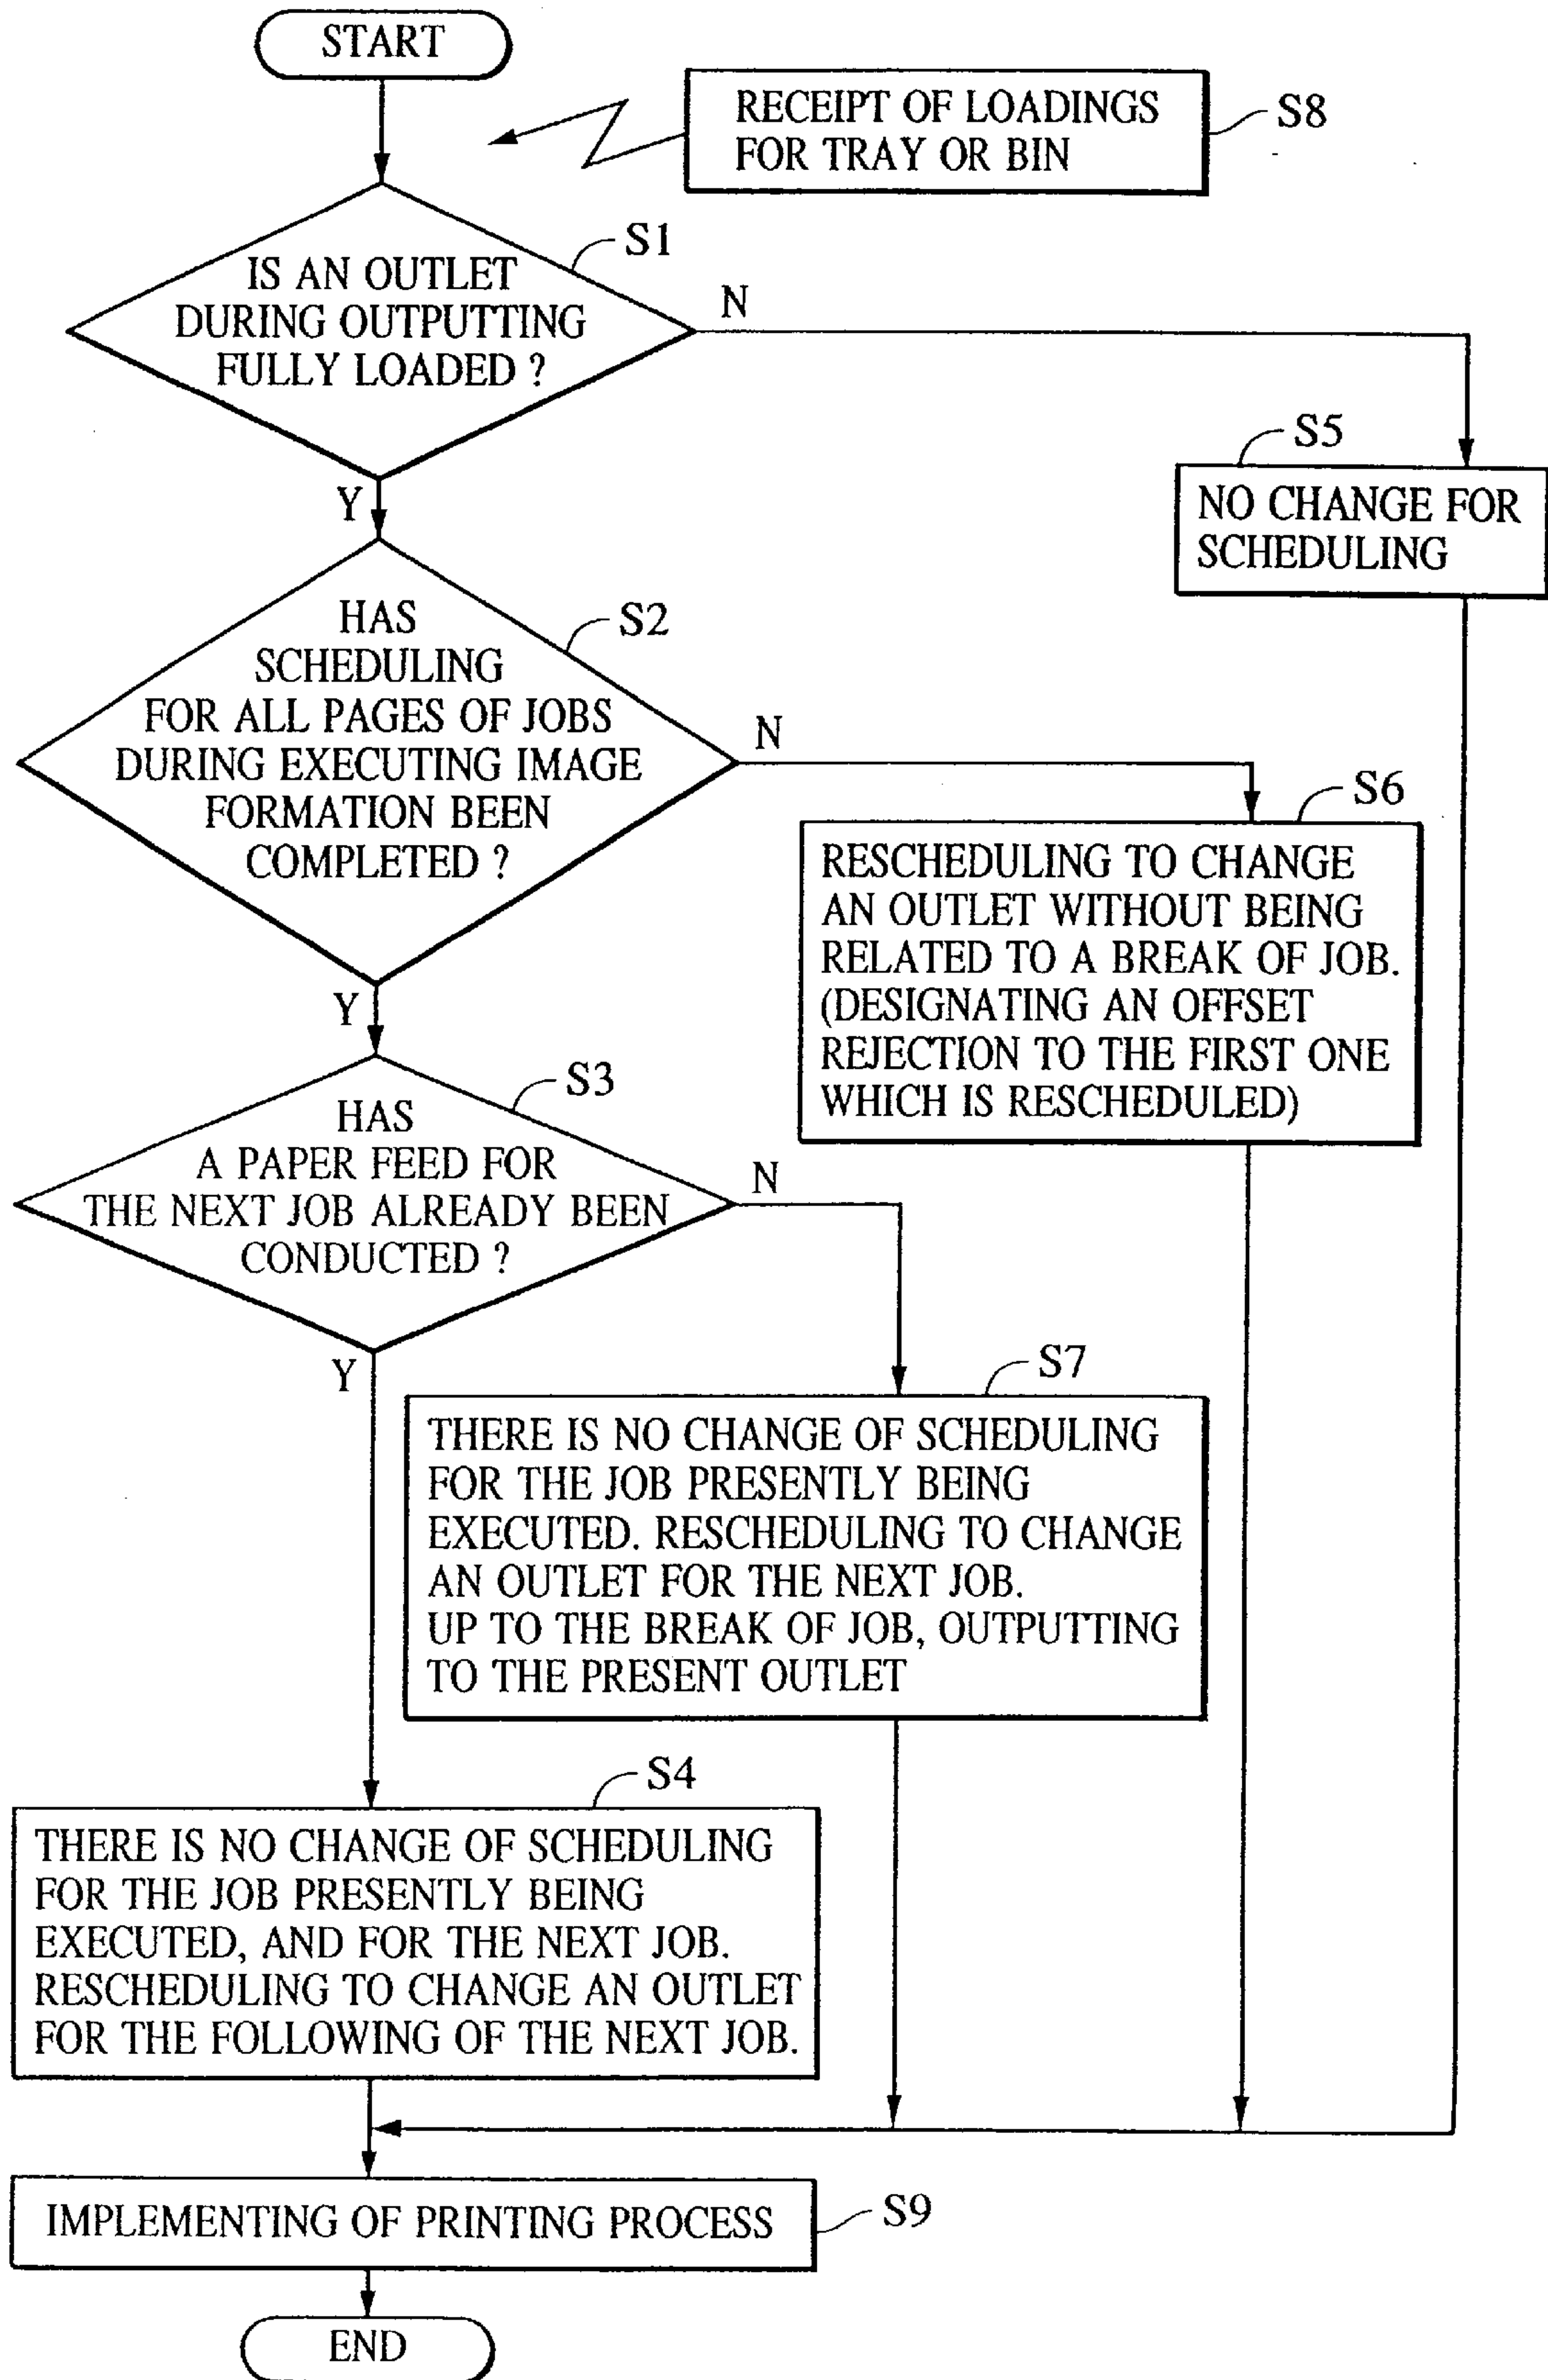 START
RECEIPT OF LOADINGS
FOR TRAY OR BIN
S8
S1
IS AN OUTLET
DURING OUTPUTTING
FULLY LOADED ?
N
Y
S5
NO CHANGE FOR
SCHEDULING
S2
HAS
SCHEDULING
FOR ALL PAGES OF JOBS
DURING EXECUTING IMAGE
FORMATION BEEN
COMPLETED ?
N
Y
S6
RESCHEDULING TO CHANGE
AN OUTLET WITHOUT BEING
RELATED TO A BREAK OF JOB.
(DESIGNATING AN OFFSET
REJECTION TO THE FIRST ONE
WHICH IS RESCHEDULED)
S3
HAS
A PAPER FEED FOR
THE NEXT JOB ALREADY BEEN
CONDUCTED ?
N
Y
S7
THERE IS NO CHANGE OF SCHEDULING
FOR THE JOB PRESENTLY BEING
EXECUTED. RESCHEDULING TO CHANGE
AN OUTLET FOR THE NEXT JOB.
UP TO THE BREAK OF JOB, OUTPUTTING
TO THE PRESENT OUTLET
S4
THERE IS NO CHANGE OF SCHEDULING
FOR THE JOB PRESENTLY BEING
EXECUTED, AND FOR THE NEXT JOB.
RESCHEDULING TO CHANGE AN OUTLET
FOR THE FOLLOWING OF THE NEXT JOB.
IMPLEMENTING OF PRINTING PROCESS
S9
END